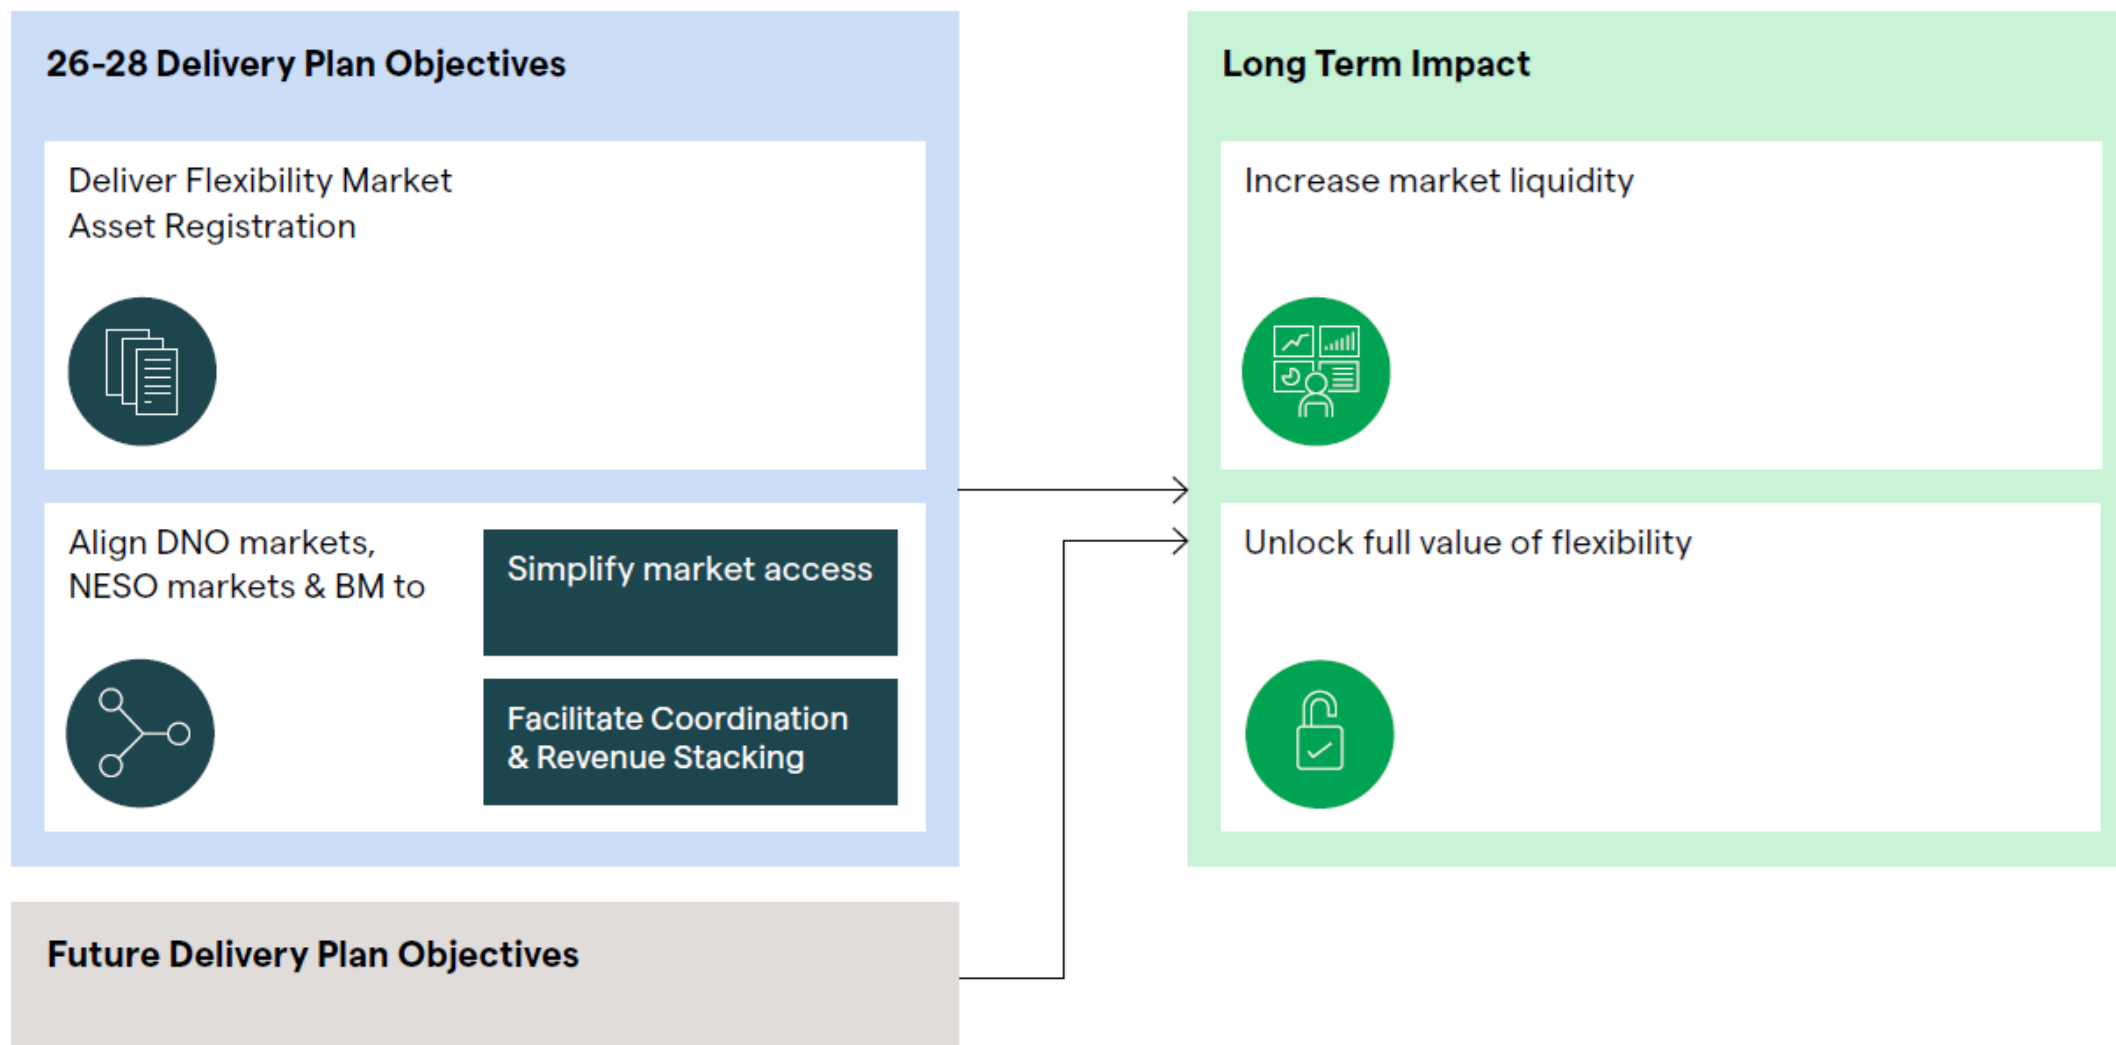 26-28 Delivery Plan Objectives
Deliver Flexibility Market
Asset Registration
Align DNO markets,
NESO markets & BM to
Simplify market access
Facilitate Coordination
& Revenue Stacking
Future Delivery Plan Objectives
Long Term Impact
Increase market liquidity
Unlock full value of flexibility